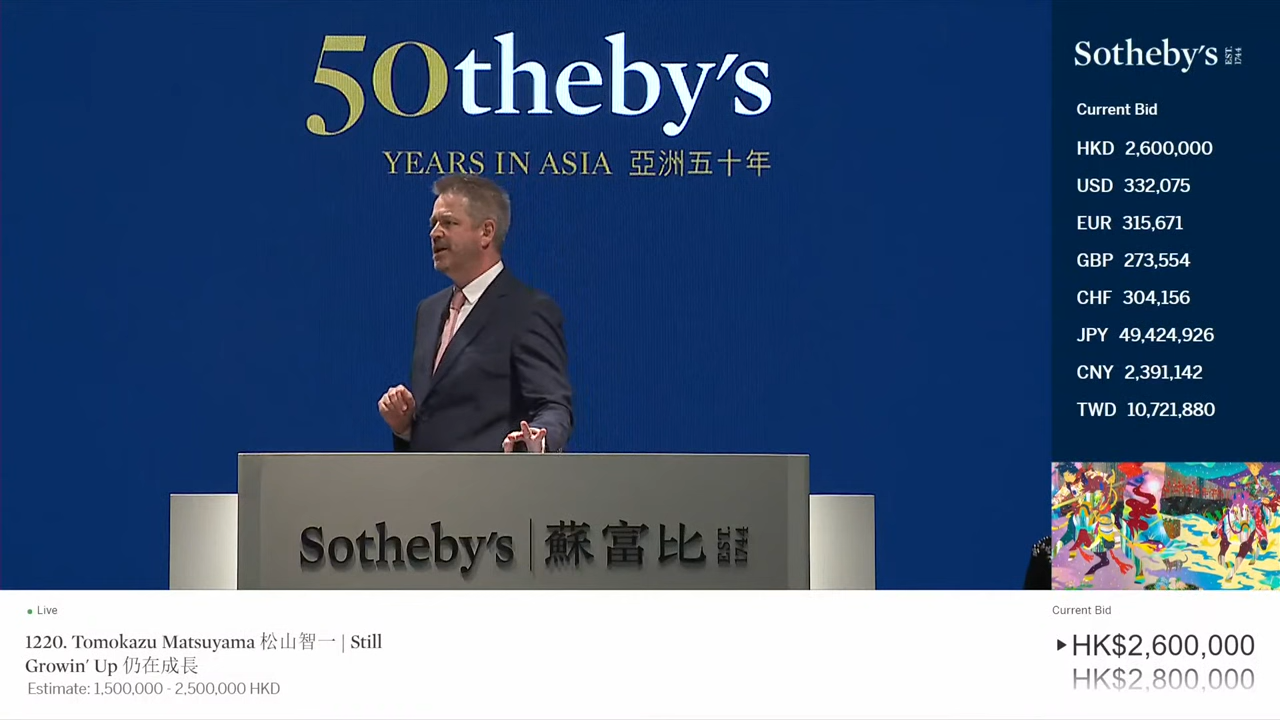 50theby's
YEARS IN ASIA 亞洲五十年
Sotheby's | 蘇富比 EST. 1744
Sotheby's EST. 1744
Current Bid
HKD 2,600,000
USD 332,075
EUR 315,671
GBP 273,554
CHF 304,156
JPY 49,424,926
CNY 2,391,142
TWD 10,721,880
Live
1220. Tomokazu Matsuyama 松山智一 | Still
Growin' Up 仍在成長
Estimate: 1,500,000 - 2,500,000 HKD
Current Bid
HK$2,600,000
HK$2,800,000